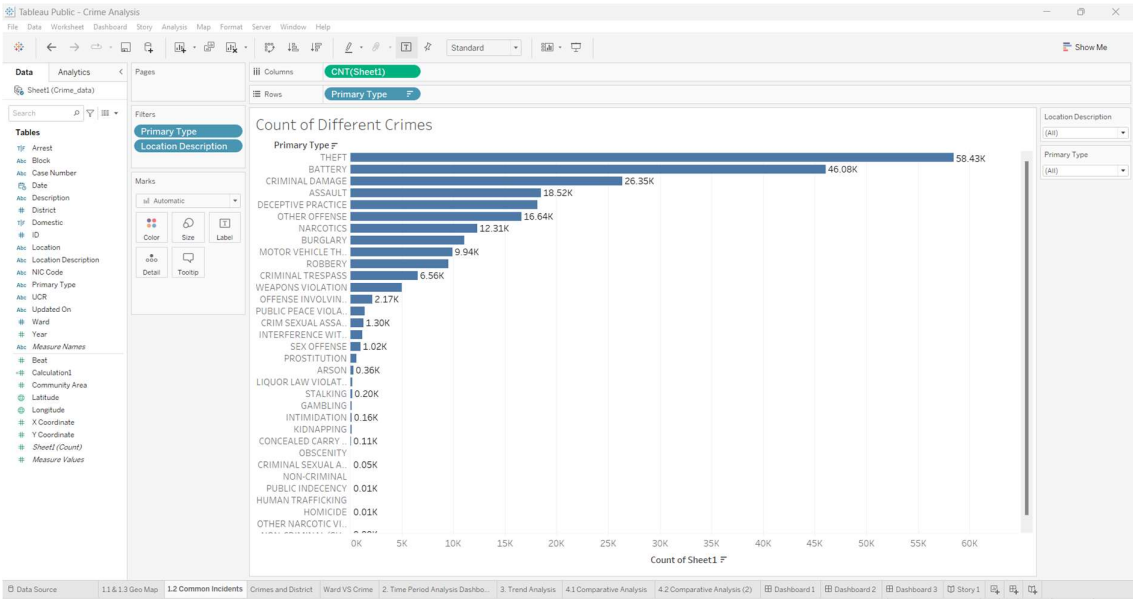 Tableau Public - Crime Analysis
File Data Worksheet Dashboard Story Analysis Map Format Server Window Help
Standard
Show Me
Data Analytics
Sheet1 (Crime_data)
Search
Tables
Arrest
Abc Block
Abc Case Number
Date
Abc Description
# District
Domestic
# ID
Abc Location
Abc Location Description
Abc NIC Code
Abc Primary Type
Abc UCR
Abc Updated On
# Ward
# Year
Abc Measure Names
# Beat
=# Calculation1
# Community Area
Latitude
Longitude
# X Coordinate
# Y Coordinate
# Sheet1 (Count)
# Measure Values
Pages
Filters
Primary Type
Location Description
Marks
Automatic
Color Size Label
Detail Tooltip
Columns CNT(Sheet1)
Rows Primary Type
Count of Different Crimes
Primary Type
THEFT 58.43K
BATTERY 46.08K
CRIMINAL DAMAGE 26.35K
ASSAULT 18.52K
DECEPTIVE PRACTICE
OTHER OFFENSE 16.64K
NARCOTICS 12.31K
BURGLARY
MOTOR VEHICLE TH.. 9.94K
ROBBERY
CRIMINAL TRESPASS 6.56K
WEAPONS VIOLATION
OFFENSE INVOLVIN.. 2.17K
PUBLIC PEACE VIOLA..
CRIM SEXUAL ASSA.. 1.30K
INTERFERENCE WIT..
SEX OFFENSE 1.02K
PROSTITUTION
ARSON 0.36K
LIQUOR LAW VIOLAT..
STALKING 0.20K
GAMBLING
INTIMIDATION 0.16K
KIDNAPPING
CONCEALED CARRY .. 0.11K
OBSCENITY
CRIMINAL SEXUAL A.. 0.05K
NON-CRIMINAL
PUBLIC INDECENCY 0.01K
HUMAN TRAFFICKING
HOMICIDE 0.01K
OTHER NARCOTIC VI..
0K 5K 10K 15K 20K 25K 30K 35K 40K 45K 50K 55K 60K
Count of Sheet1
Location Description
(All)
Primary Type
(All)
Data Source 1.1 & 1.3 Geo Map 1.2 Common Incidents Crimes and District Ward VS Crime 2. Time Period Analysis Dashbo... 3. Trend Analysis 4.1 Comparative Analysis 4.2 Comparative Analysis (2) Dashboard 1 Dashboard 2 Dashboard 3 Story 1